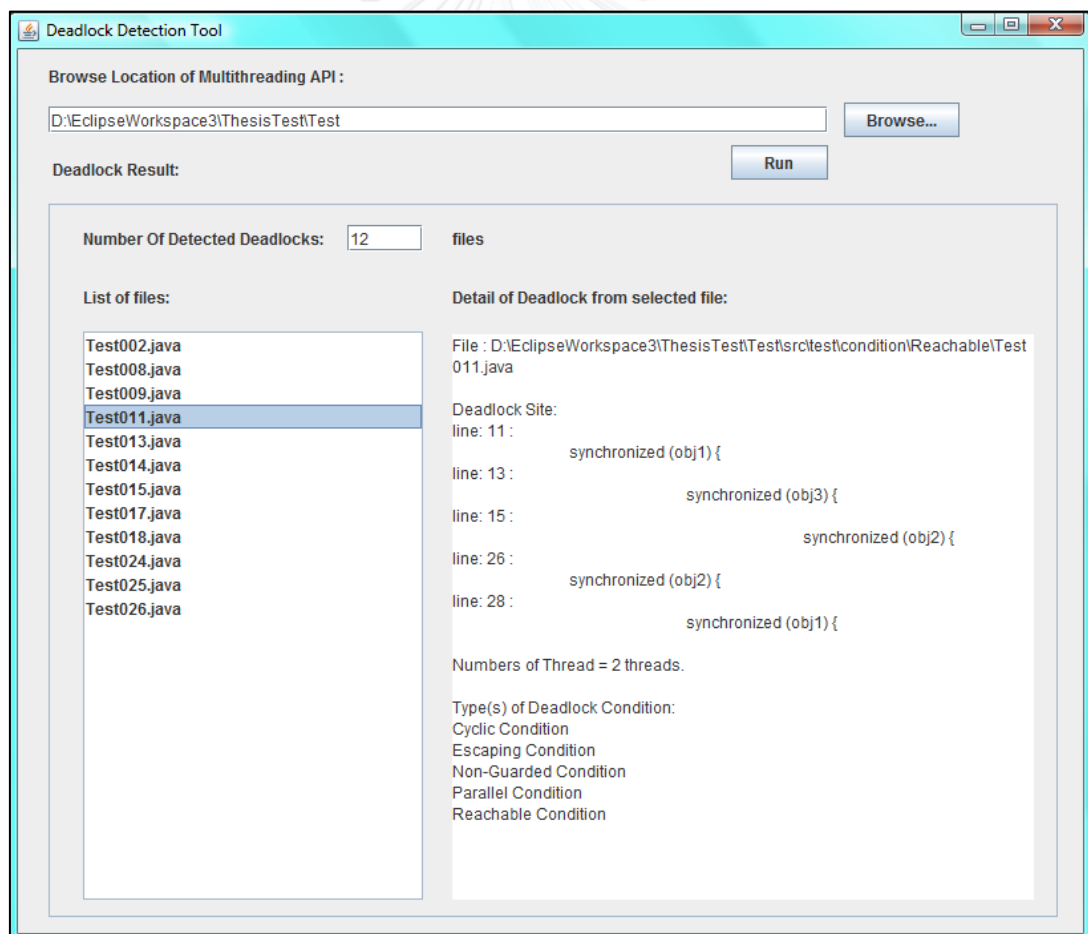 Deadlock Detection Tool
Browse Location of Multithreading API :
D:\EclipseWorkspace3\ThesisTest\Test
Browse...
Run
Deadlock Result:
Number Of Detected Deadlocks: 12 files
List of files:
Test002.java
Test008.java
Test009.java
Test011.java
Test013.java
Test014.java
Test015.java
Test017.java
Test018.java
Test024.java
Test025.java
Test026.java
Detail of Deadlock from selected file:
File : D:\EclipseWorkspace3\ThesisTest\Test\src\test\condition\Reachable\Test
011.java
Deadlock Site:
line: 11 :
synchronized (obj1) {
line: 13 :
synchronized (obj3) {
line: 15 :
synchronized (obj2) {
line: 26 :
synchronized (obj2) {
line: 28 :
synchronized (obj1) {
Numbers of Thread = 2 threads.
Type(s) of Deadlock Condition:
Cyclic Condition
Escaping Condition
Non-Guarded Condition
Parallel Condition
Reachable Condition